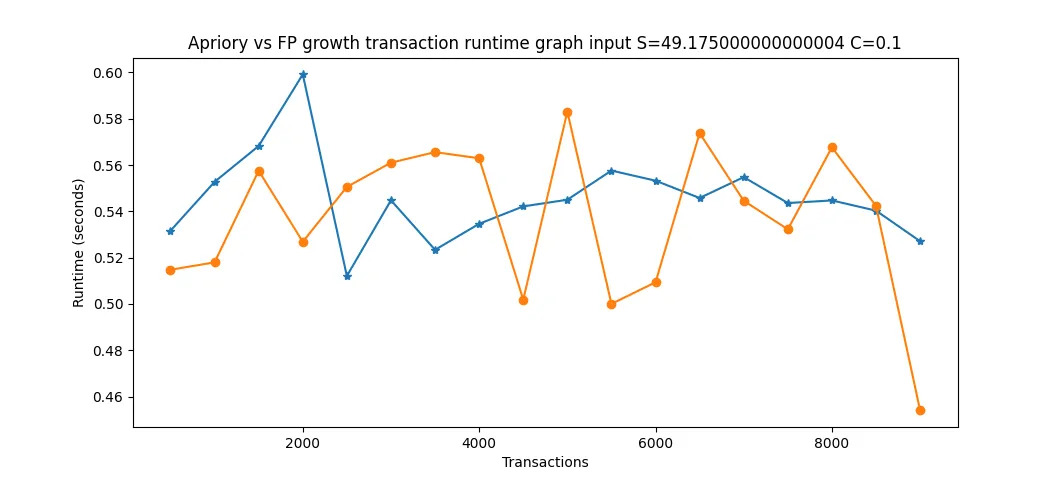 Apriory vs FP growth transaction runtime graph input S=49.175000000000004 C=0.1
0.60
0.58
0.56
0.54
0.52
0.50
0.48
0.46
Runtime (seconds)
2000 4000 6000 8000
Transactions